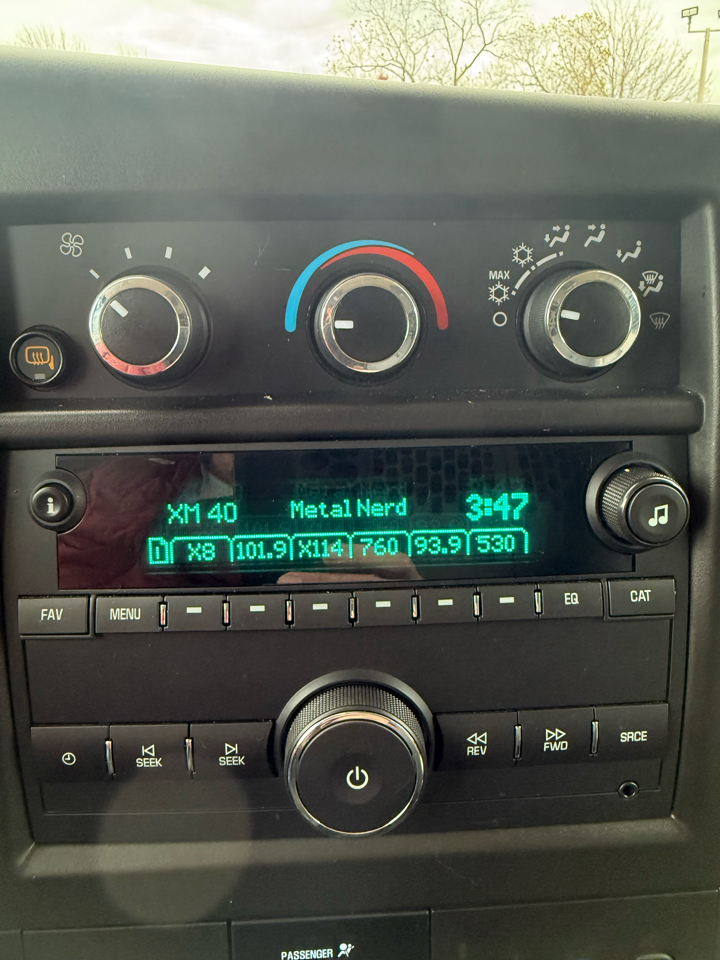 MAX
i
XM 40 Metal Nerd 3:47
1 X8 101.9 X114 760 93.9 530
FAV MENU EQ CAT
SEEK SEEK REV FWD SRCE
PASSENGER